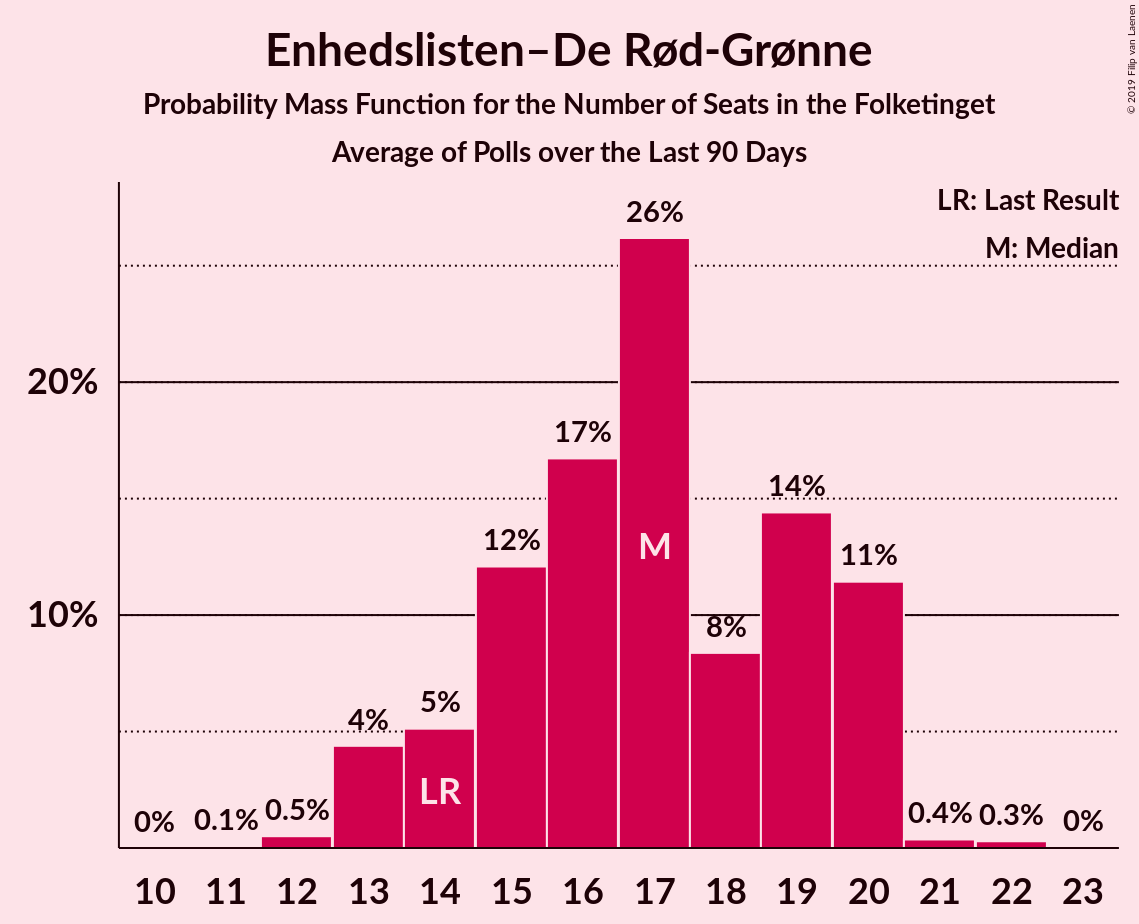 Enhedslisten–De Rød-Grønne
Probability Mass Function for the Number of Seats in the Folketinget
Average of Polls over the Last 90 Days
© 2019 Filip van Laenen
LR: Last Result
M: Median
26%
20%
17%
14%
12%
M
11%
10%
8%
5%
4%
LR
0% 0.1% 0.5% 0.4% 0.3% 0%
10 11 12 13 14 15 16 17 18 19 20 21 22 23